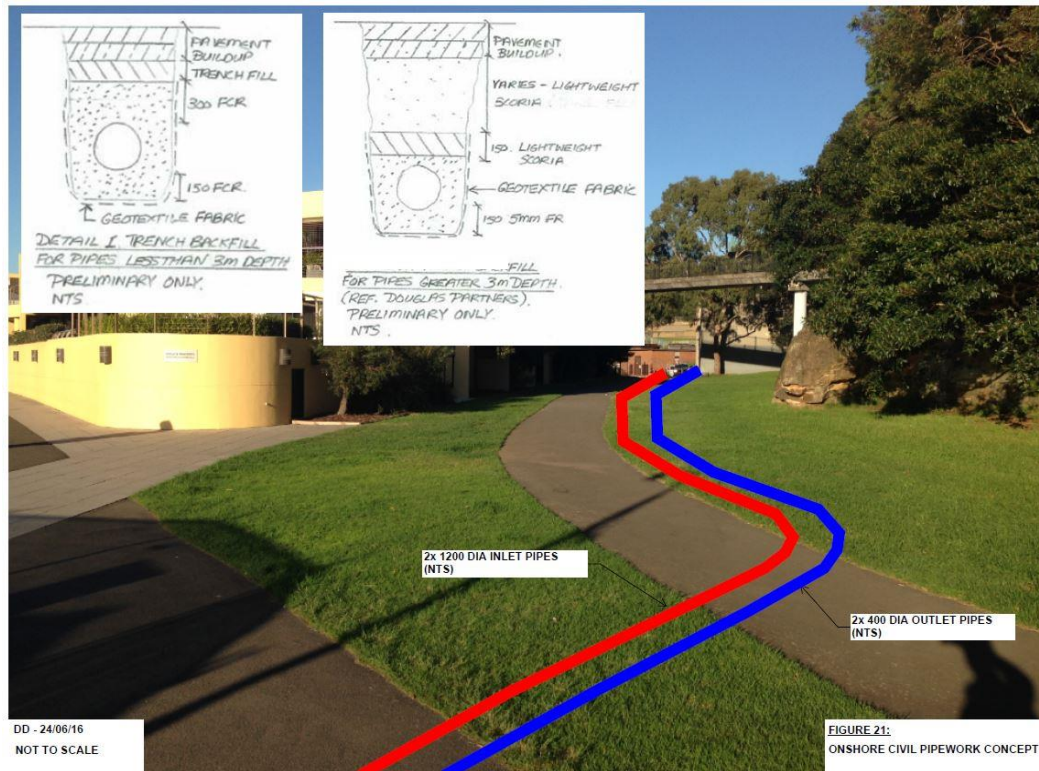 PAVEMENT
BUILDUP
TRENCH FILL
300 FCR
150 FCR.
GEOTEXTILE FABRIC
DETAIL 1. TRENCH BACKFILL
FOR PIPES LESS THAN 3m DEPTH
PRELIMINARY ONLY.
NTS.
PAVEMENT
BUILDUP.
VARIES - LIGHTWEIGHT
SCORIA
150. LIGHTWEIGHT
SCORIA
GEOTEXTILE FABRIC
150 5mm FR
FILL
FOR PIPES GREATER 3m DEPTH.
(REF. DOUGLAS PARTNERS).
PRELIMINARY ONLY.
NTS.
2x 1200 DIA INLET PIPES
(NTS)
2x 400 DIA OUTLET PIPES
(NTS)
DD - 24/06/16
NOT TO SCALE
FIGURE 21:
ONSHORE CIVIL PIPEWORK CONCEPT